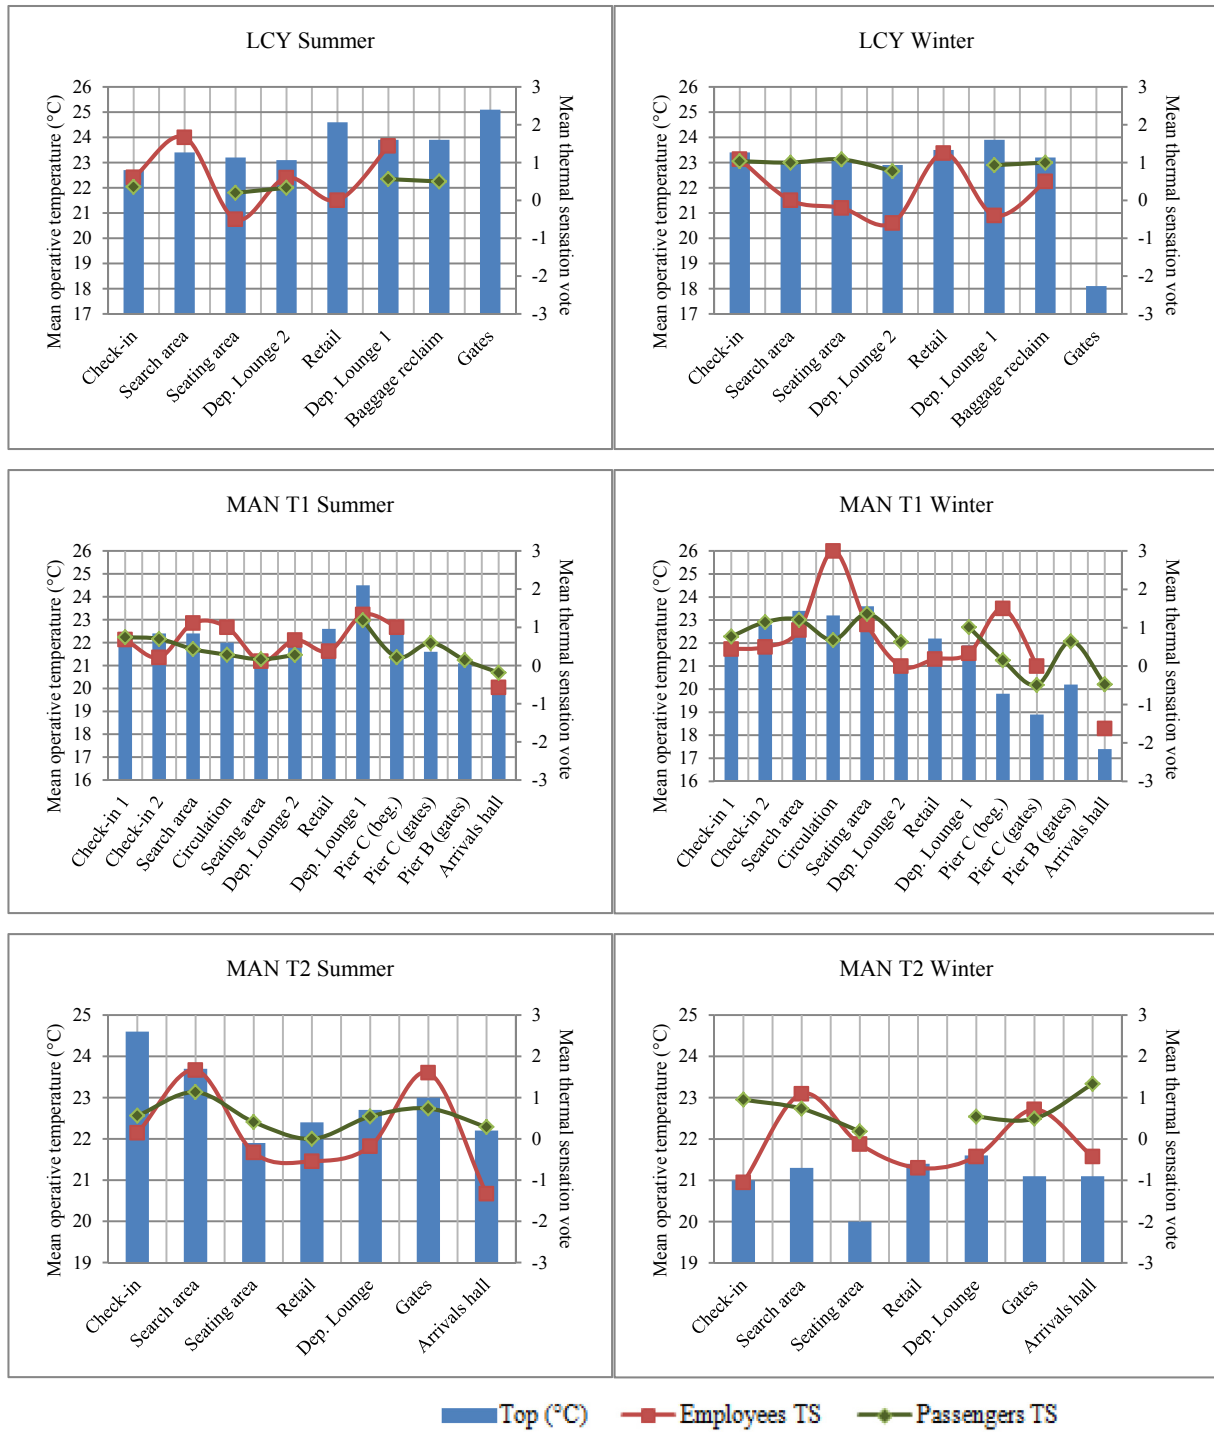 LCY Summer
Mean operative temperature (°C)
26
25
24
23
22
21
20
19
18
17
3
2
1
0
-1
-2
-3
Mean thermal sensation vote
Check-in
Search area
Seating area
Dep. Lounge 2
Retail
Dep. Lounge 1
Baggage reclaim
Gates
LCY Winter
Mean operative temperature (°C)
26
25
24
23
22
21
20
19
18
17
3
2
1
0
-1
-2
-3
Mean thermal sensation vote
Check-in
Search area
Seating area
Dep. Lounge 2
Retail
Dep. Lounge 1
Baggage reclaim
Gates
MAN T1 Summer
Mean operative temperature (°C)
26
25
24
23
22
21
20
19
18
17
16
3
2
1
0
-1
-2
-3
Mean thermal sensation vote
Check-in 1
Check-in 2
Search area
Circulation
Seating area
Dep. Lounge 2
Retail
Dep. Lounge 1
Pier C (beg.)
Pier C (gates)
Pier B (gates)
Arrivals hall
MAN T1 Winter
Mean operative temperature (°C)
26
25
24
23
22
21
20
19
18
17
16
3
2
1
0
-1
-2
-3
Mean thermal sensation vote
Check-in 1
Check-in 2
Search area
Circulation
Seating area
Dep. Lounge 2
Retail
Dep. Lounge 1
Pier C (beg.)
Pier C (gates)
Pier B (gates)
Arrivals hall
MAN T2 Summer
Mean operative temperature (°C)
25
24
23
22
21
20
19
3
2
1
0
-1
-2
-3
Mean thermal sensation vote
Check-in
Search area
Seating area
Retail
Dep. Lounge
Gates
Arrivals hall
MAN T2 Winter
Mean operative temperature (°C)
25
24
23
22
21
20
19
3
2
1
0
-1
-2
-3
Mean thermal sensation vote
Check-in
Search area
Seating area
Retail
Dep. Lounge
Gates
Arrivals hall
Top (°C) Employees TS Passengers TS